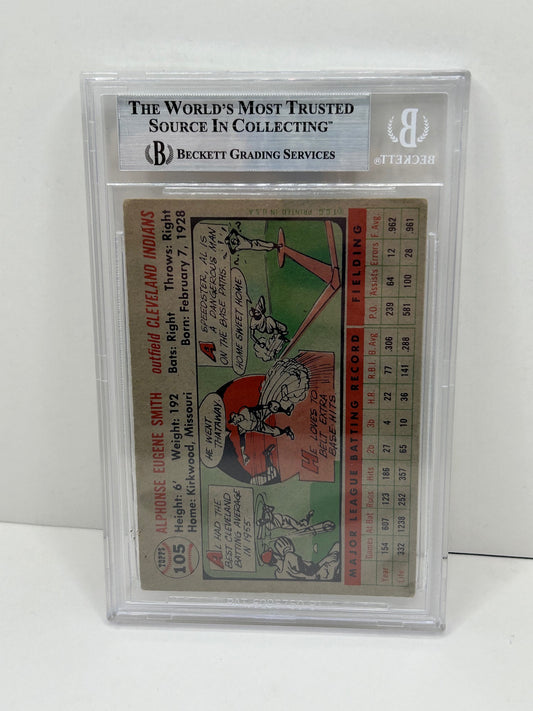 THE WORLD'S MOST TRUSTED
SOURCE IN COLLECTING™
BECKETT GRADING SERVICES
B
BECKETT
TOPPS
105
ALPHONSE EUGENE SMITH
outfield CLEVELAND INDIANS
Height: 6' Weight: 192 Bats: Right Throws: Right
Home: Kirkwood, Missouri Born: February 7, 1928
AL HAD THE
BEST CLEVELAND
BATTING AVERAGE
IN 1955
HE WENT
THATAWAY
HE LOVES TO
BELT EXTRA
BASE HITS
A SPEEDSTER, AL IS
A DANGEROUS MAN
ON THE BASE PATHS.
HOME SWEET HOME
MAJOR LEAGUE BATTING RECORD FIELDING
Games At Bat Runs Hits 2b 3b H.R. R.B.I. B.Avg. P.O. Assists Errors F.Avg.
Year 154 607 123 186 27 4 22 77 .306 239 64 12 .962
Life 332 1238 252 357 65 10 36 141 .288 581 100 28 .961
T.C.G. PRINTED IN U.S.A.